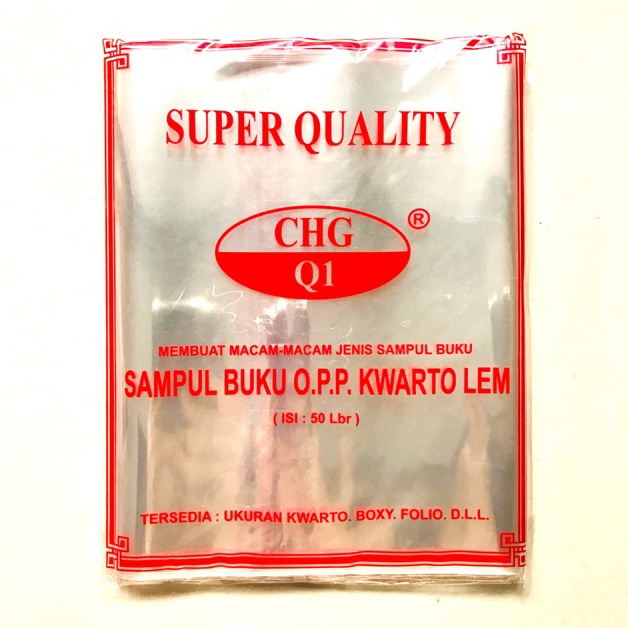 SUPER QUALITY
CHG ®
Q1
MEMBUAT MACAM-MACAM JENIS SAMPUL BUKU
SAMPUL BUKU O.P.P. KWARTO LEM
( ISI : 50 Lbr )
TERSEDIA : UKURAN KWARTO. BOXY. FOLIO. D.L.L.